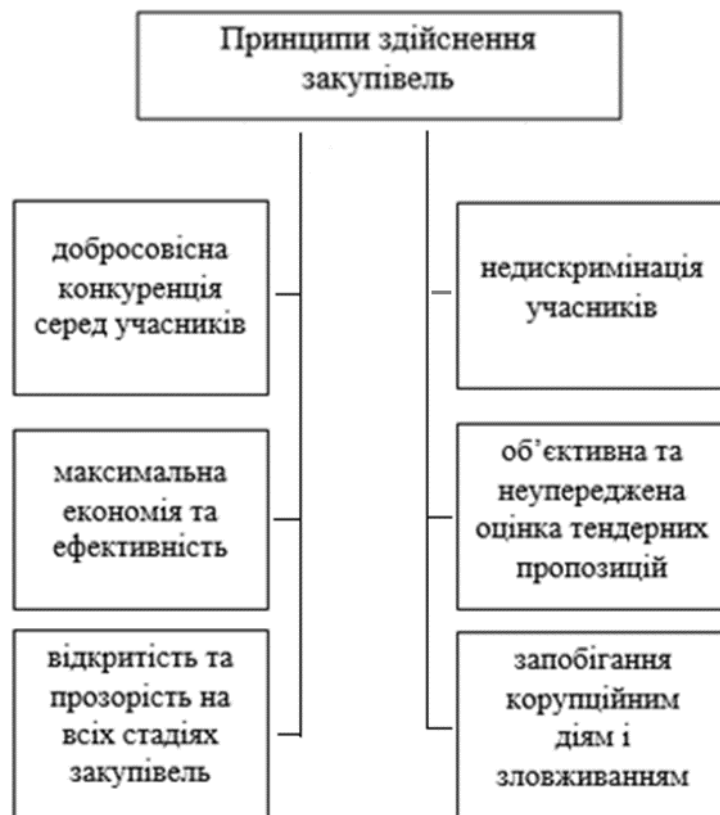 Принципи здійснення
закупівель
добросовісна
конкуренція
серед учасників
недискримінація
учасників
максимальна
економія та
ефективність
об’єктивна та
неупереджена
оцінка тендерних
пропозицій
відкритість та
прозорість на
всіх стадіях
закупівель
запобігання
корупційним
діям і
зловживанням